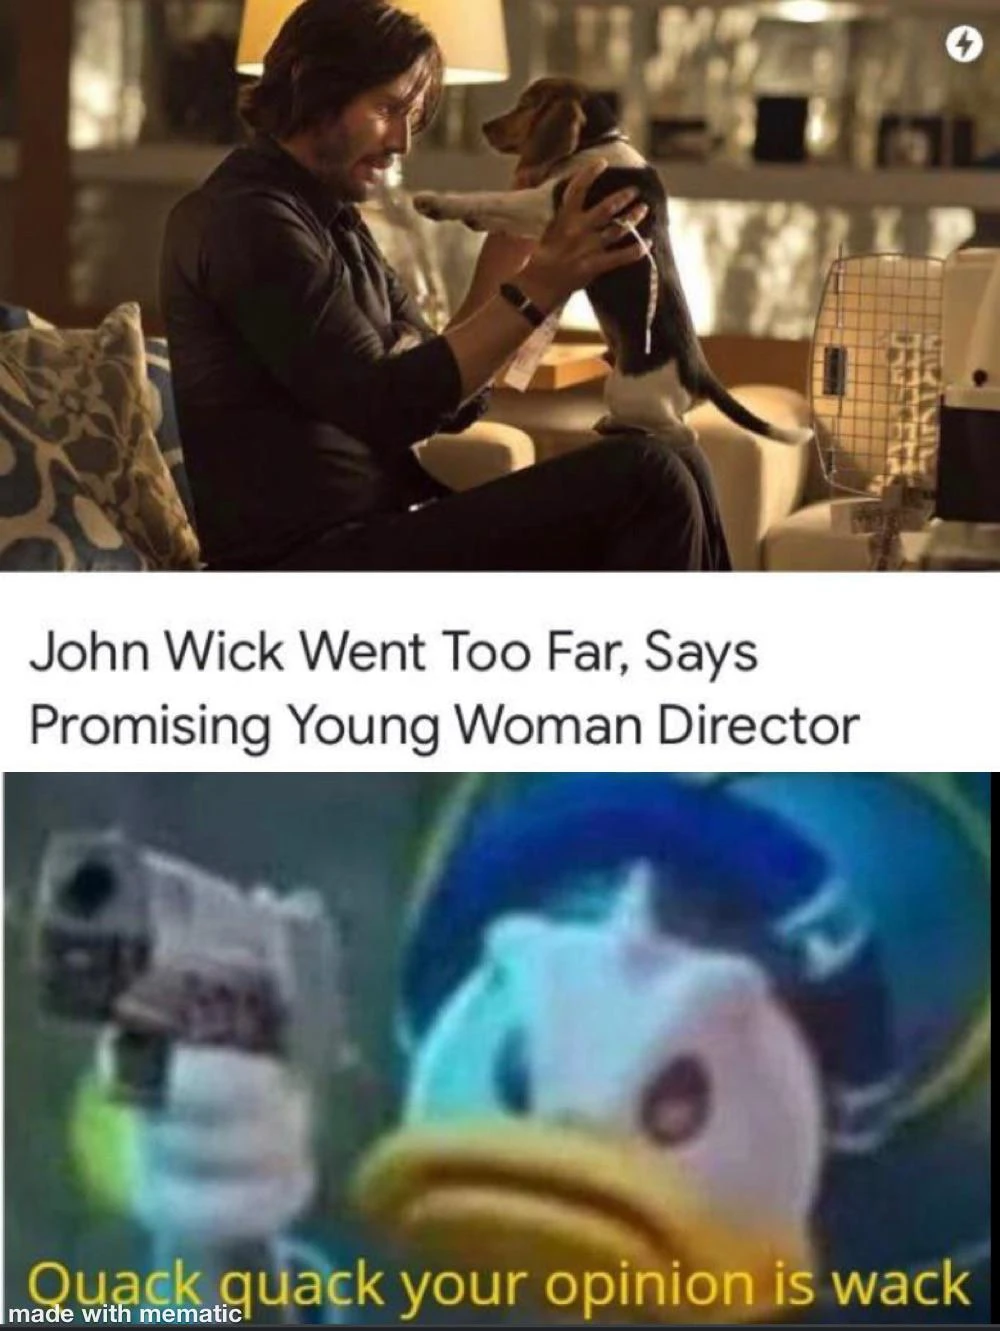 John Wick Went Too Far, Says
Promising Young Woman Director
Quack quack your opinion is wack
made with mematic